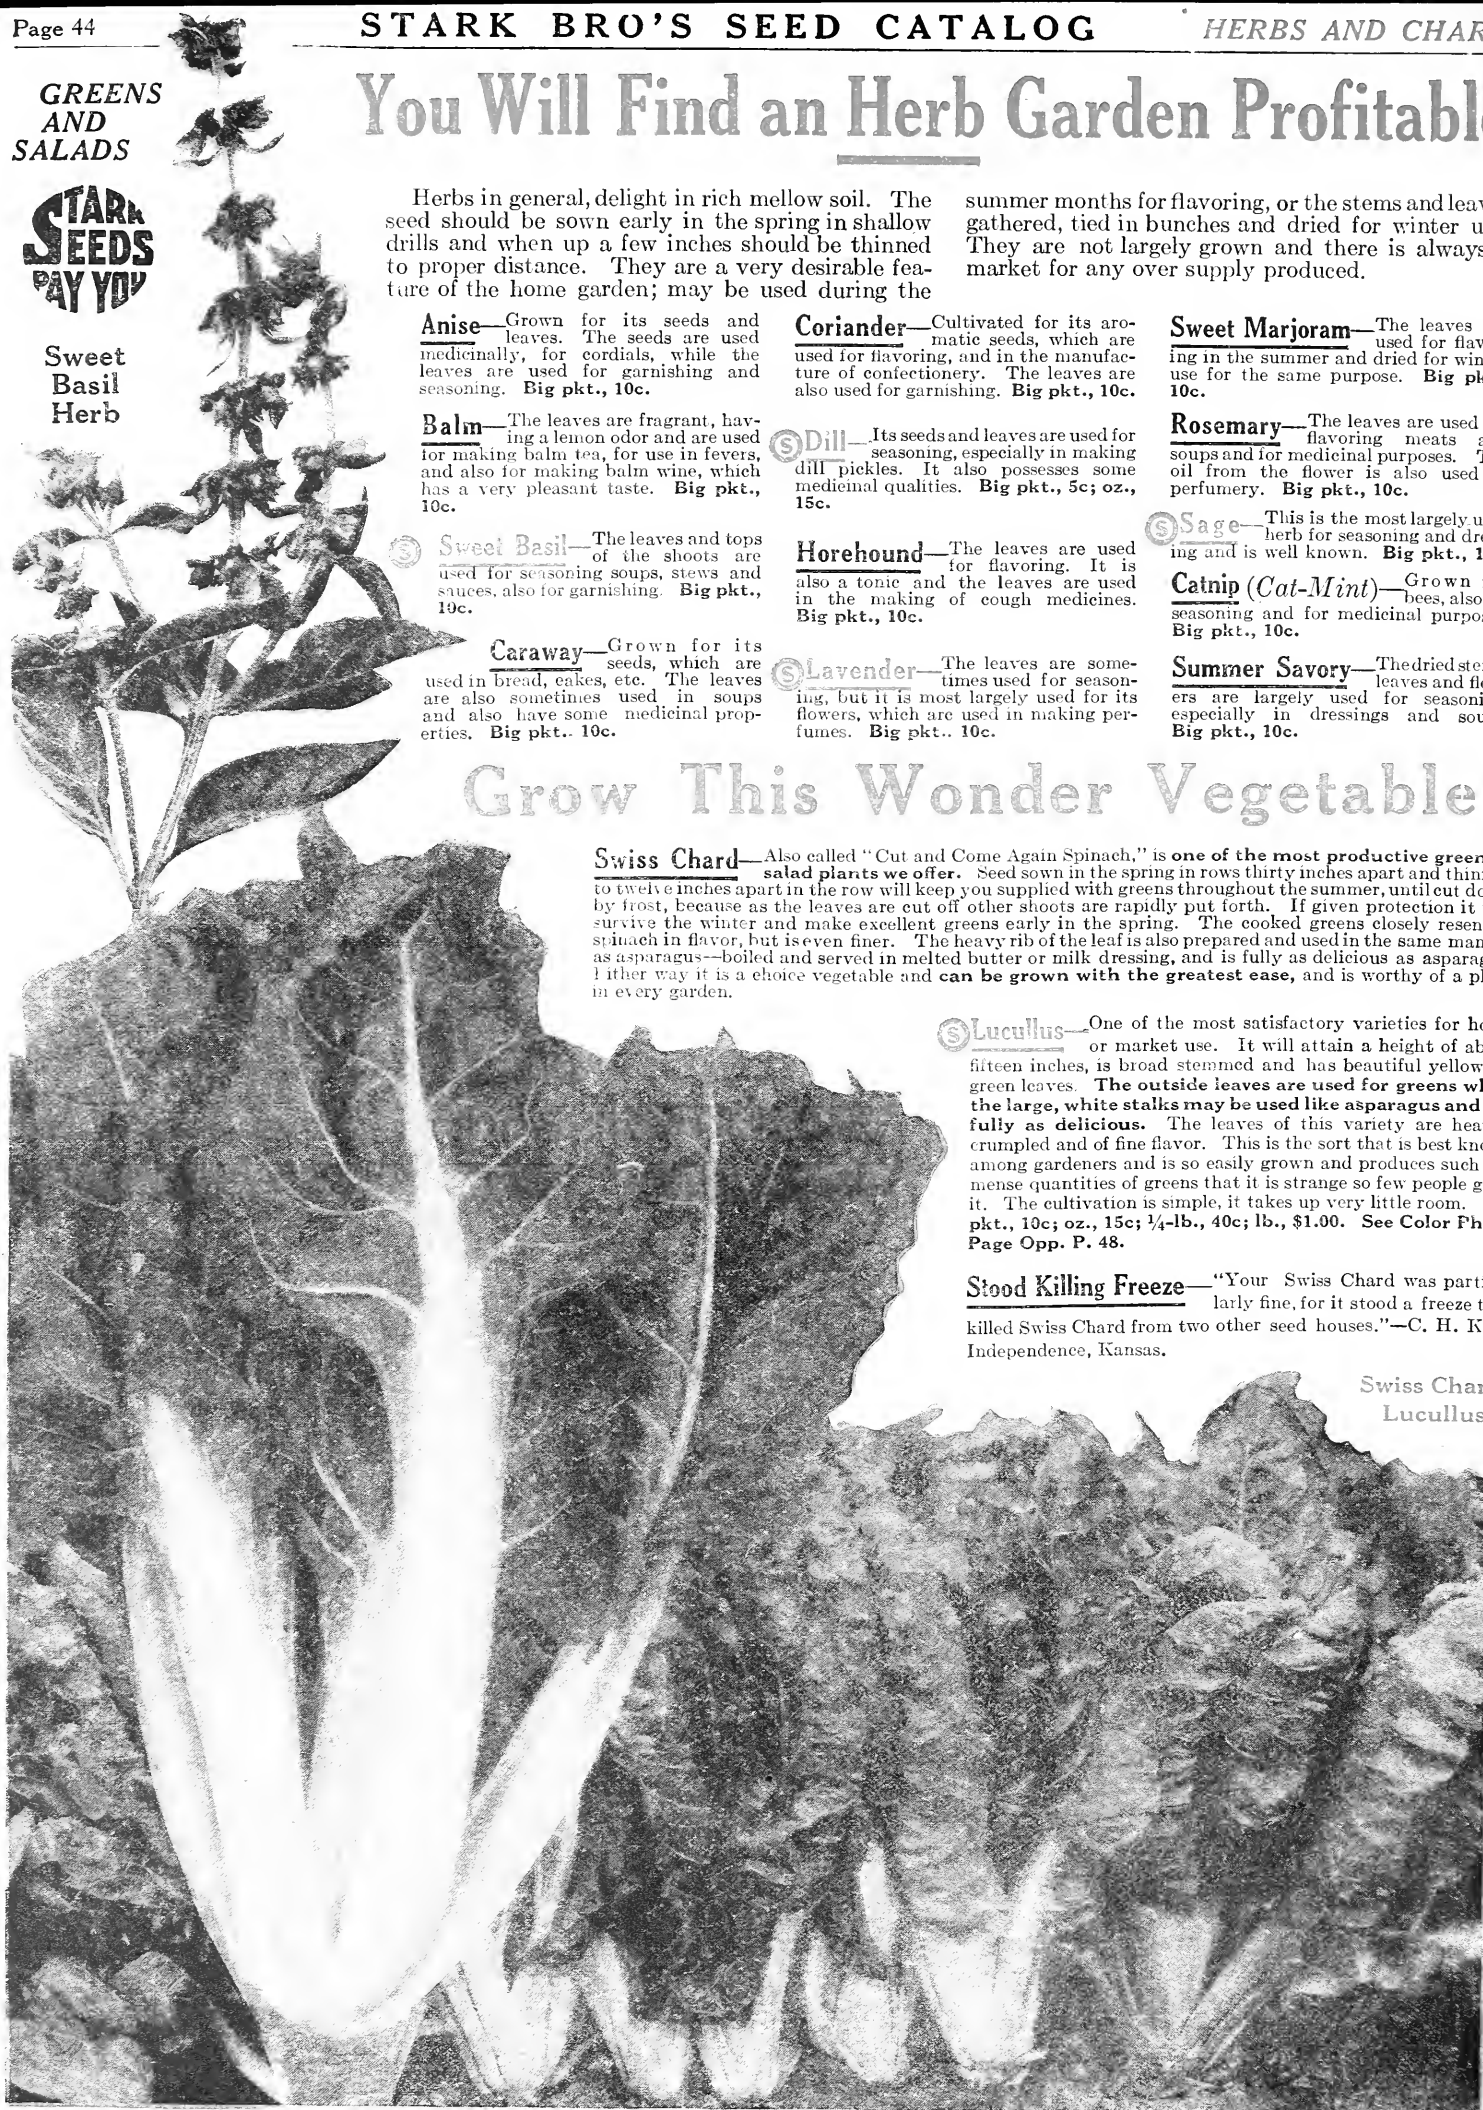 Page 44
STARK BRO'S SEED CATALOG
HERBS AND CHAR
GREENS
AND
SALADS
STARK
SEEDS
PAY YOU
Sweet
Basil
Herb
You Will Find an Herb Garden Profitabl
Herbs in general, delight in rich mellow soil. The
seed should be sown early in the spring in shallow
drills and when up a few inches should be thinned
to proper distance. They are a very desirable fea-
ture of the home garden; may be used during the
summer months for flavoring, or the stems and leav
gathered, tied in bunches and dried for winter u
They are not largely grown and there is always
market for any over supply produced.
Anise—Grown for its seeds and
leaves. The seeds are used
medicinally, for cordials, while the
leaves are used for garnishing and
seasoning. Big pkt., 10c.
Balm—The leaves are fragrant, hav-
ing a lemon odor and are used
for making balm tea, for use in fevers,
and also for making balm wine, which
has a very pleasant taste. Big pkt.,
10c.
S Sweet Basil—The leaves and tops
of the shoots are
used for seasoning soups, stews and
sauces, also for garnishing. Big pkt.,
10c.
Caraway—Grown for its
seeds, which are
used in bread, cakes, etc. The leaves
are also sometimes used in soups
and also have some medicinal prop-
erties. Big pkt., 10c.
Coriander—Cultivated for its aro-
matic seeds, which are
used for flavoring, and in the manufac-
ture of confectionery. The leaves are
also used for garnishing. Big pkt., 10c.
S Dill—Its seeds and leaves are used for
seasoning, especially in making
dill pickles. It also possesses some
medicinal qualities. Big pkt., 5c; oz.,
15c.
Horehound—The leaves are used
for flavoring. It is
also a tonic and the leaves are used
in the making of cough medicines.
Big pkt., 10c.
S Lavender—The leaves are some-
times used for season-
ing, but it is most largely used for its
flowers, which are used in making per-
fumes. Big pkt.. 10c.
Sweet Marjoram—The leaves
used for flav
ing in the summer and dried for win
use for the same purpose. Big pk
10c.
Rosemary—The leaves are used
flavoring meats a
soups and for medicinal purposes. T
oil from the flower is also used
perfumery. Big pkt., 10c.
S Sage—This is the most largely u
herb for seasoning and dre
ing and is well known. Big pkt., 1
Catnip (Cat-Mint)—Grown
bees, also
seasoning and for medicinal purpo
Big pkt., 10c.
Summer Savory—The dried ste
leaves and flo
ers are largely used for seasoni
especially in dressings and sou
Big pkt., 10c.
Grow This Wonder Vegetable
Swiss Chard—Also called "Cut and Come Again Spinach," is one of the most productive green
salad plants we offer. Seed sown in the spring in rows thirty inches apart and thin
to twelve inches apart in the row will keep you supplied with greens throughout the summer, until cut do
by frost, because as the leaves are cut off other shoots are rapidly put forth. If given protection it
survive the winter and make excellent greens early in the spring. The cooked greens closely resem
spinach in flavor, but is even finer. The heavy rib of the leaf is also prepared and used in the same man
as asparagus—boiled and served in melted butter or milk dressing, and is fully as delicious as asparag
Either way it is a choice vegetable and can be grown with the greatest ease, and is worthy of a pl
in every garden.
S Lucullus—One of the most satisfactory varieties for ho
or market use. It will attain a height of ab
fifteen inches, is broad stemmed and has beautiful yellow
green leaves. The outside leaves are used for greens wh
the large, white stalks may be used like asparagus and
fully as delicious. The leaves of this variety are hea
crumpled and of fine flavor. This is the sort that is best kno
among gardeners and is so easily grown and produces such
mense quantities of greens that it is strange so few people g
it. The cultivation is simple, it takes up very little room.
pkt., 10c; oz., 15c; ¼-lb., 40c; lb., $1.00. See Color Ph
Page Opp. P. 48.
Stood Killing Freeze—"Your Swiss Chard was parti
larly fine, for it stood a freeze t
killed Swiss Chard from two other seed houses."—C. H. K
Independence, Kansas.
Swiss Char
Lucullus